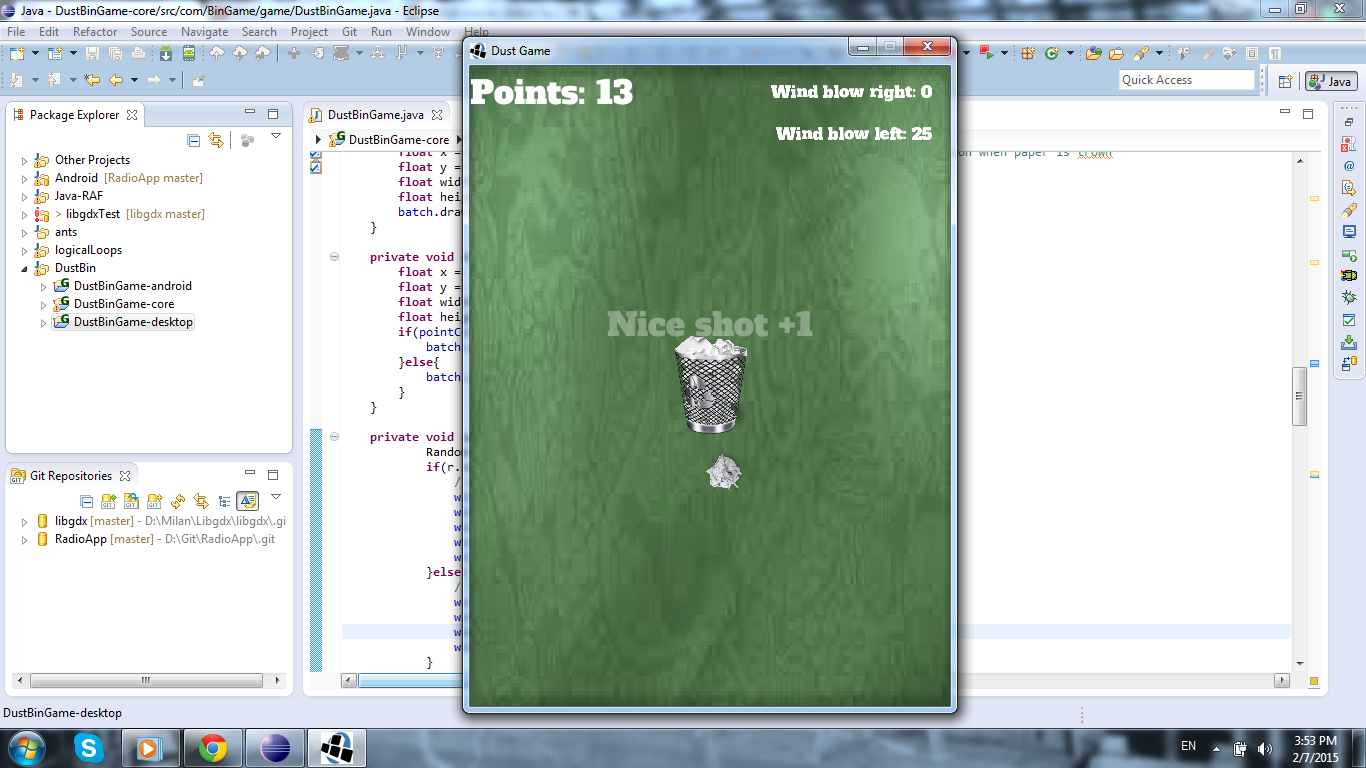 Java - DustBinGame-core/src/com/BinGame/game/DustBinGame.java - Eclipse
File Edit Refactor Source Navigate Search Project Git Run Window Help
Quick Access
Java
Package Explorer
Other Projects
Android [RadioApp master]
Java-RAF
> libgdxTest [libgdx master]
ants
logicalLoops
DustBin
DustBinGame-android
DustBinGame-core
DustBinGame-desktop
Git Repositories
libgdx [master] - D:\Milan\Libgdx\libgdx\.gi
RadioApp [master] - D:\Git\RadioApp\.git
DustBinGame.java
DustBinGame-core
float x =
on when paper is trown
float y =
float wid
float hei
batch.dra
}
private void
float x =
float y =
float wid
float hei
if(pointC
batch
}else{
batch
}
}
private void
Rando
if(r.
/
w
w
w
w
w
}else
/
w
w
w
w
}
Dust Game
Points: 13
Wind blow right: 0
Wind blow left: 25
Nice shot +1
DustBinGame-desktop
EN
3:53 PM
2/7/2015